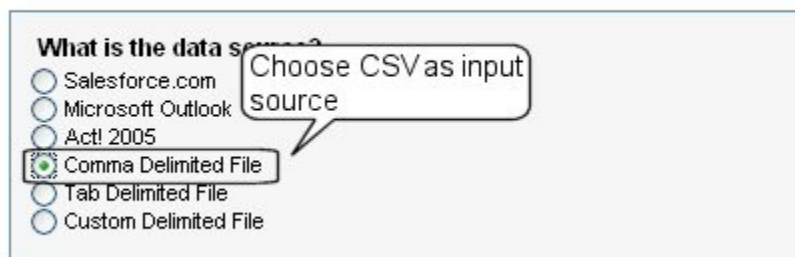 What is the data source?
Choose CSV as input
source
Salesforce.com
Microsoft Outlook
Act! 2005
Comma Delimited File
Tab Delimited File
Custom Delimited File